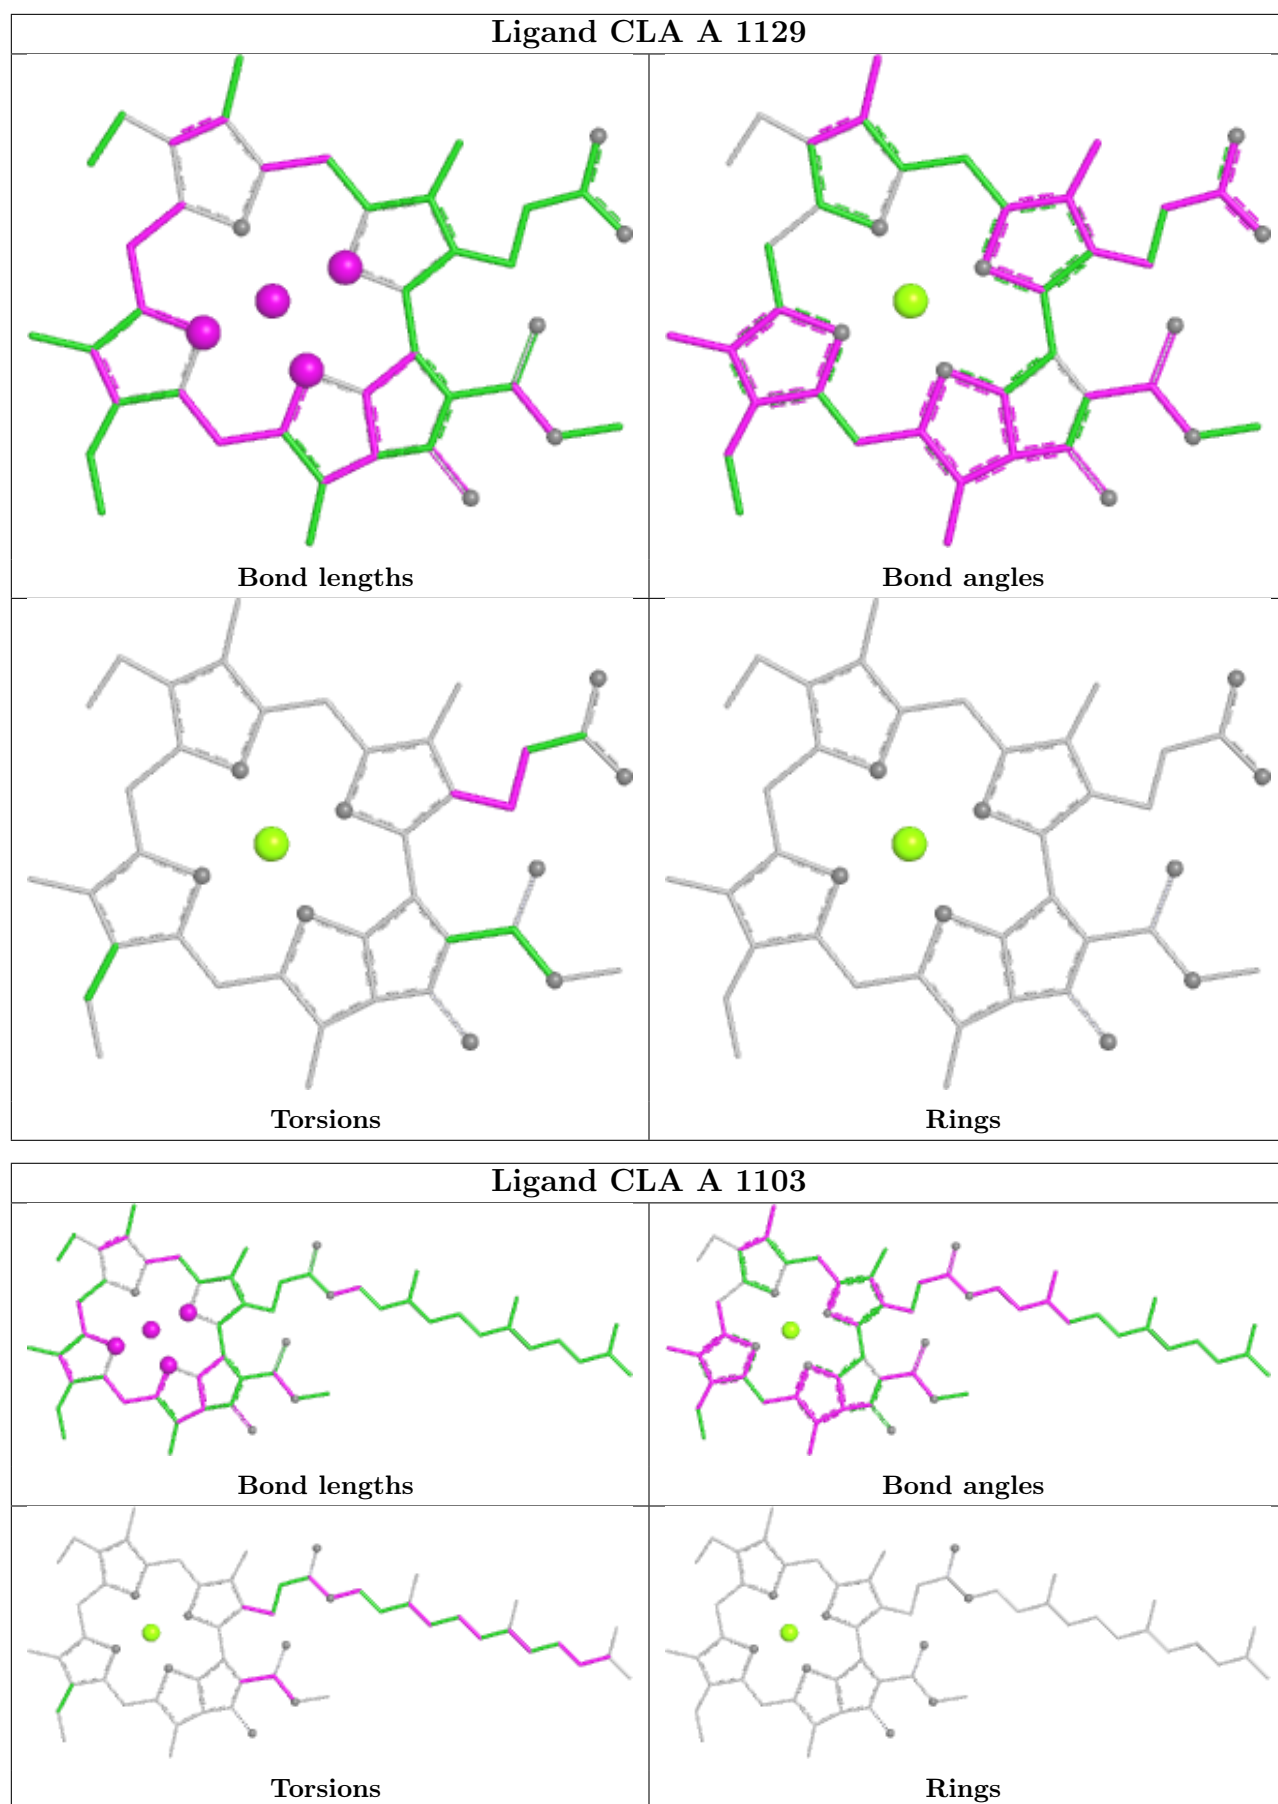 Ligand CLA A 1129
Bond lengths
Bond angles
Torsions
Rings
Ligand CLA A 1103
Bond lengths
Bond angles
Torsions
Rings